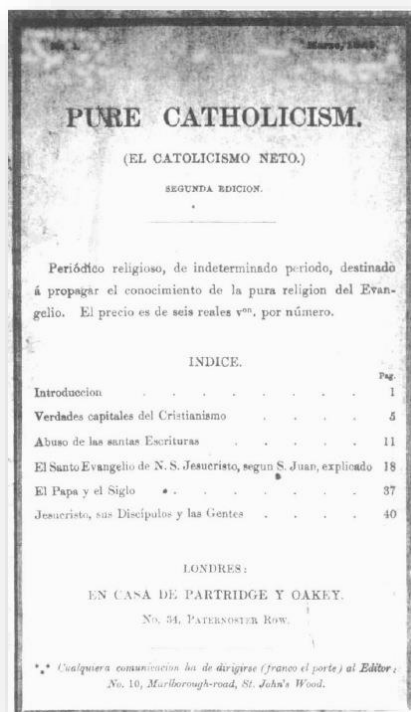 No 1.
Marzo,
PURE CATHOLICISM.
(EL CATOLICISMO NETO.)
SEGUNDA EDICION.
Periódico religioso, de indeterminado periodo, destinado
á propagar el conocimiento de la pura religion del Evan-
gelio. El precio es de seis reales vnn. por número.
INDICE.
Pag.
Introduccion . . . . . . . . 1
Verdades capitales del Cristianismo . . . . 5
Abuso de las santas Escrituras . . . . . 11
El Santo Evangelio de N. S. Jesucristo, segun S. Juan, explicado 18
El Papa y el Siglo . . . . . . . 37
Jesucristo, sus Discípulos y las Gentes . . . . 40
LONDRES:
EN CASA DE PARTRIDGE Y OAKEY.
No. 34, PATERNOSTER ROW.
*** Cualquiera comunicacion ha de dirigirse (franco el porte) al Editor;
No. 10, Marlborough-road, St. John's Wood.